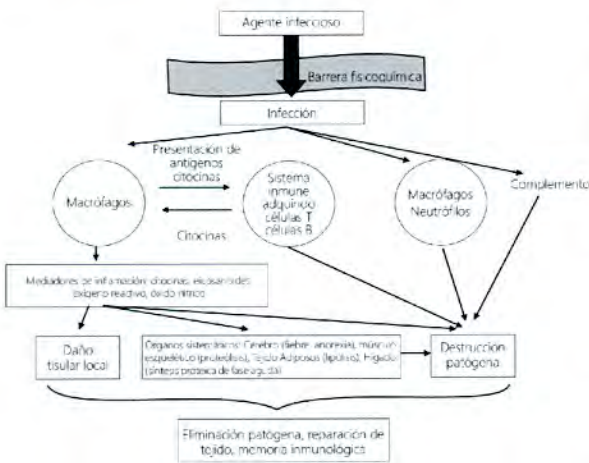 Agente infeccioso
Barrera fisicoquímica
Infección
Presentación de
antígenos
citocinas
Macrófagos
Citocinas
Sistema
inmune
adquirido
células T
células B
Macrófagos
Neutrófilos
Complemento
Mediadores de inflamación: citocinas, eicosanoides
oxígeno reactivo, óxido nítrico
Daño
tisular local
Órganos sistémicos: Cerebro (fiebre, anorexia), músculo
esquelético (proteólisis), Tejido Adiposus (lipólisis), Hígado
(síntesis proteica de fase aguda)
Destrucción
patógena
Eliminación patógena, reparación de
tejido, memoria inmunológica